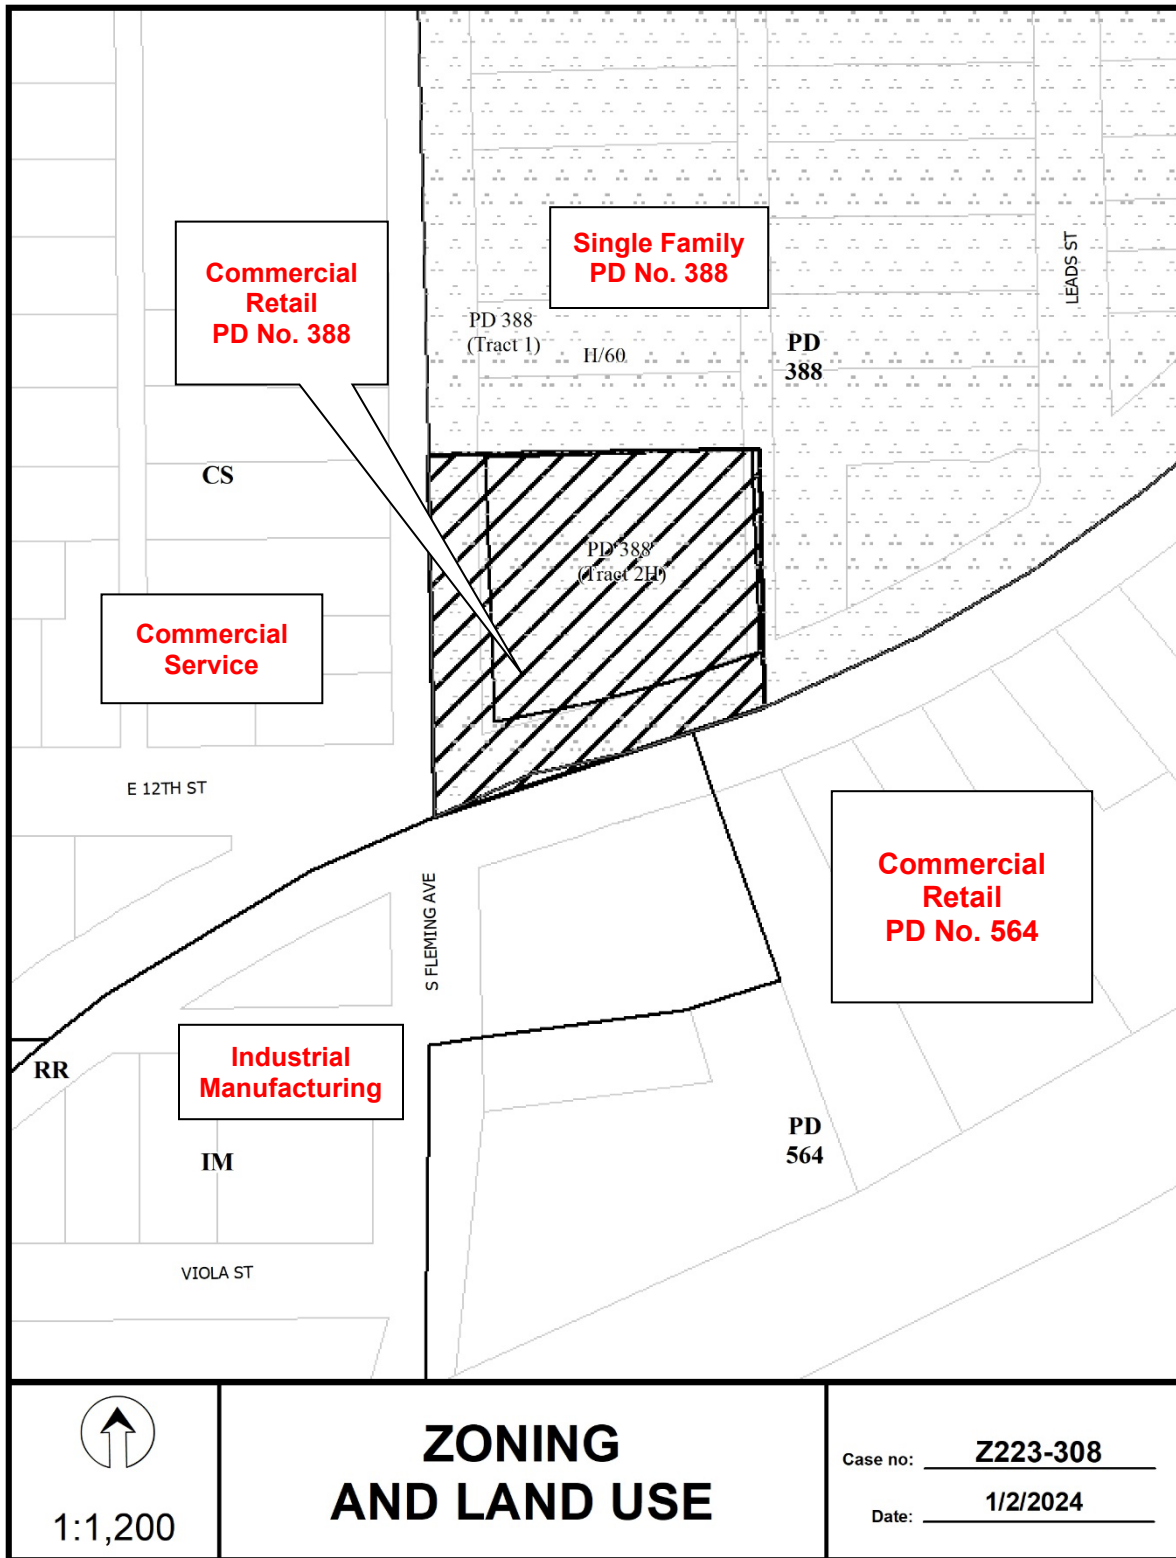 Commercial
Retail
PD No. 388
Single Family
PD No. 388
LEADS ST
PD 388
(Tract 1)
H/60
PD
388
CS
PD 388
(Tract 2H)
Commercial
Service
E 12TH ST
S FLEMING AVE
Commercial
Retail
PD No. 564
Industrial
Manufacturing
RR
IM
PD
564
VIOLA ST
1:1,200
ZONING
AND LAND USE
Case no: Z223-308
Date: 1/2/2024